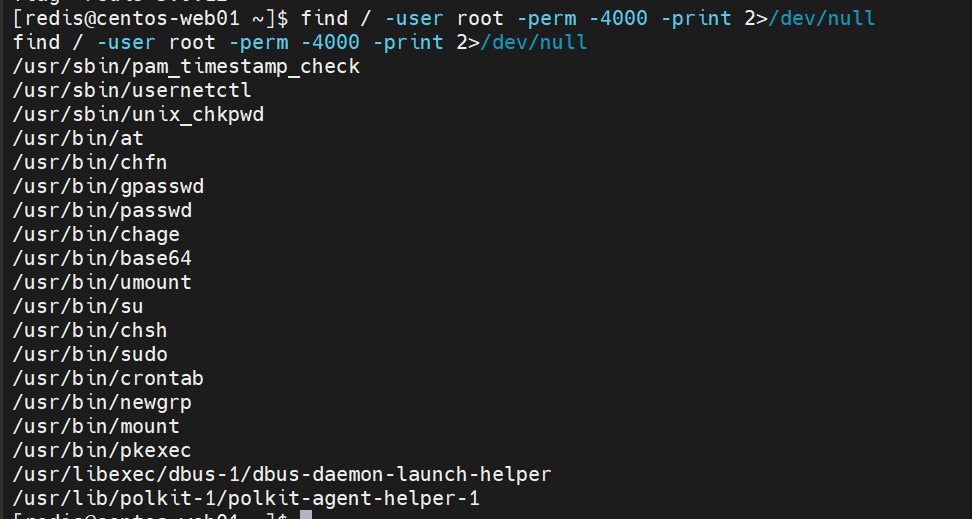 [redis@centos-web01 ~]$ find / -user root -perm -4000 -print 2>/dev/null
find / -user root -perm -4000 -print 2>/dev/null
/usr/sbin/pam_timestamp_check
/usr/sbin/usernetctl
/usr/sbin/unix_chkpwd
/usr/bin/at
/usr/bin/chfn
/usr/bin/gpasswd
/usr/bin/passwd
/usr/bin/chage
/usr/bin/base64
/usr/bin/umount
/usr/bin/su
/usr/bin/chsh
/usr/bin/sudo
/usr/bin/crontab
/usr/bin/newgrp
/usr/bin/mount
/usr/bin/pkexec
/usr/libexec/dbus-1/dbus-daemon-launch-helper
/usr/lib/polkit-1/polkit-agent-helper-1
[redis@centos-web01 ~]$